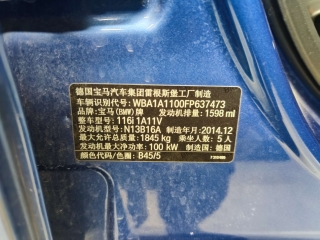 德国宝马汽车集团雷根斯堡工厂制造
车辆识别代号: WBA1A1100FP637473
品牌: 宝马(BMW)牌 发动机排量: 1598 ml
整车型号: 116i 1A11V
发动机型号: N13B16A 制造年月: 2014.12
最大允许总质量: 1845 kg 乘坐人数: 5人
发动机最大净功率: 100 kW 制造国: 德国
颜色代码/色圈: B45/5